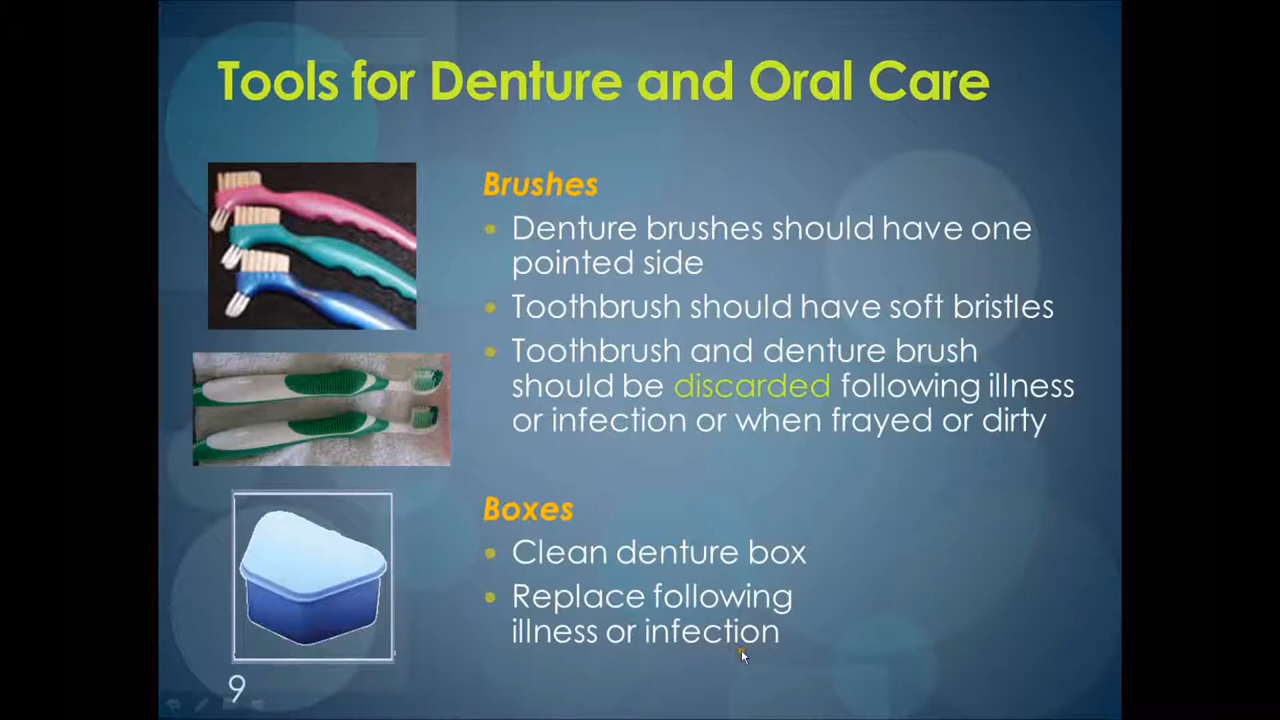 Tools for Denture and Oral Care
Brushes
• Denture brushes should have one
pointed side
• Toothbrush should have soft bristles
• Toothbrush and denture brush
should be discarded following illness
or infection or when frayed or dirty
Boxes
• Clean denture box
• Replace following
illness or infection
9